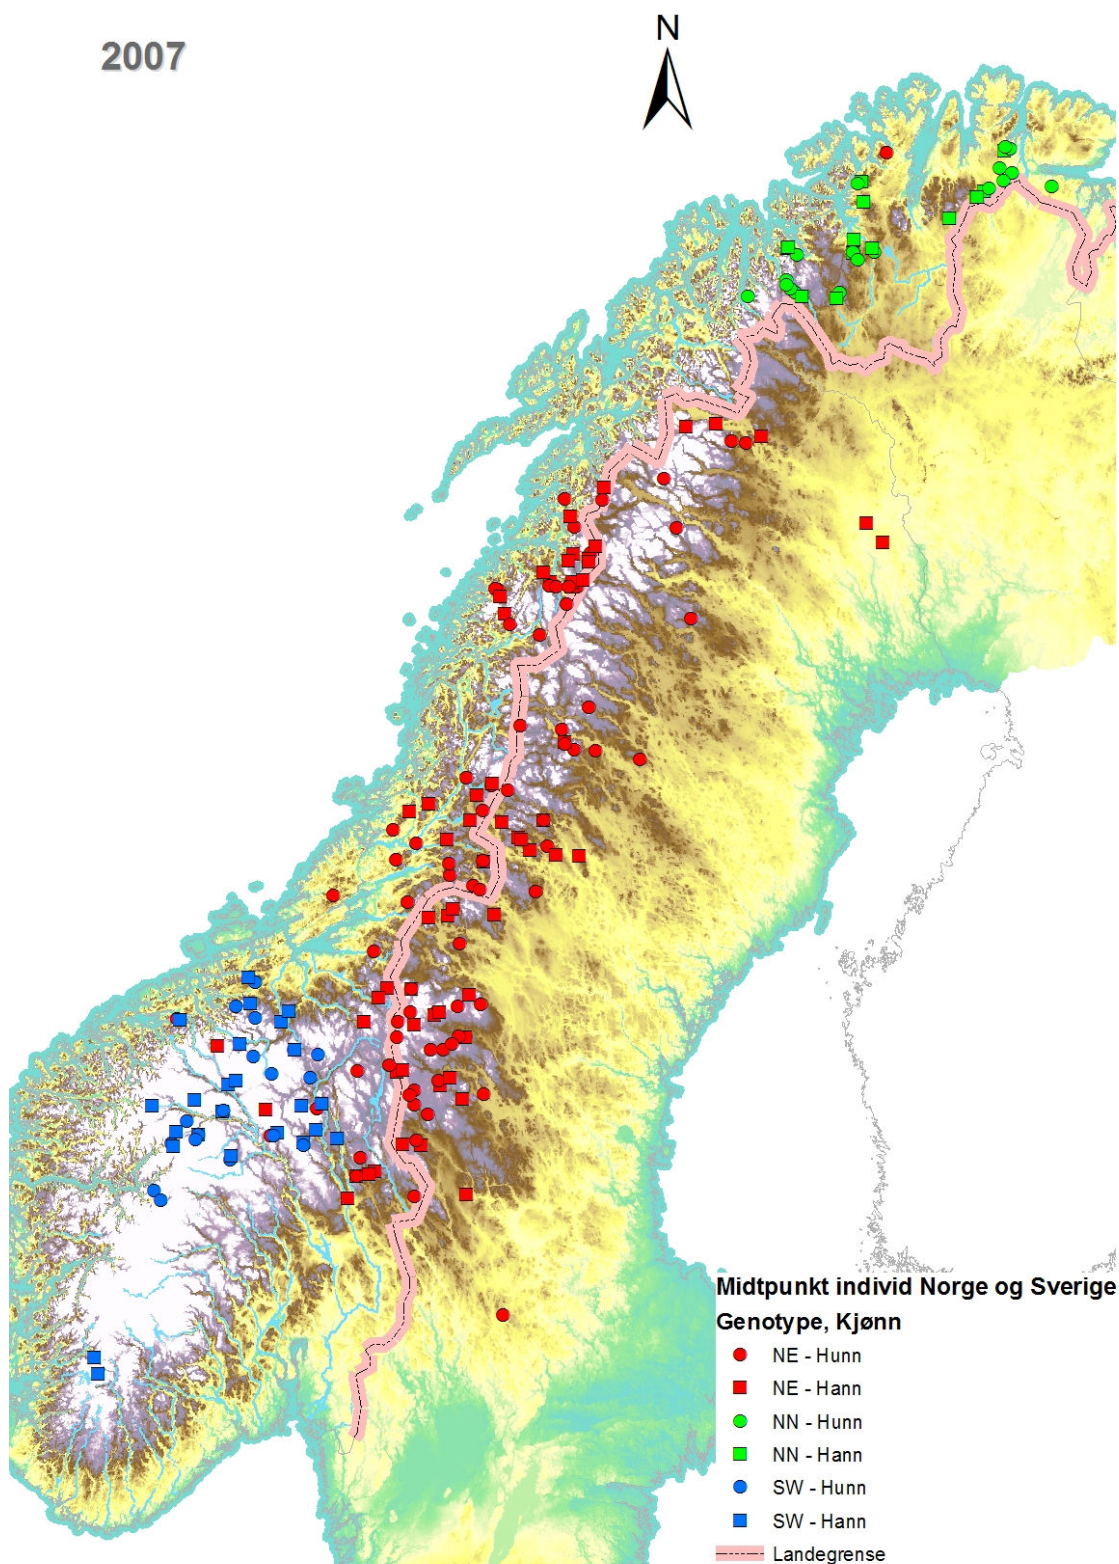 2007
N
Midtpunkt individ Norge og Sverige
Genotype, Kjønn
NE - Hunn
NE - Hann
NN - Hunn
NN - Hann
SW - Hunn
SW - Hann
Landegrense